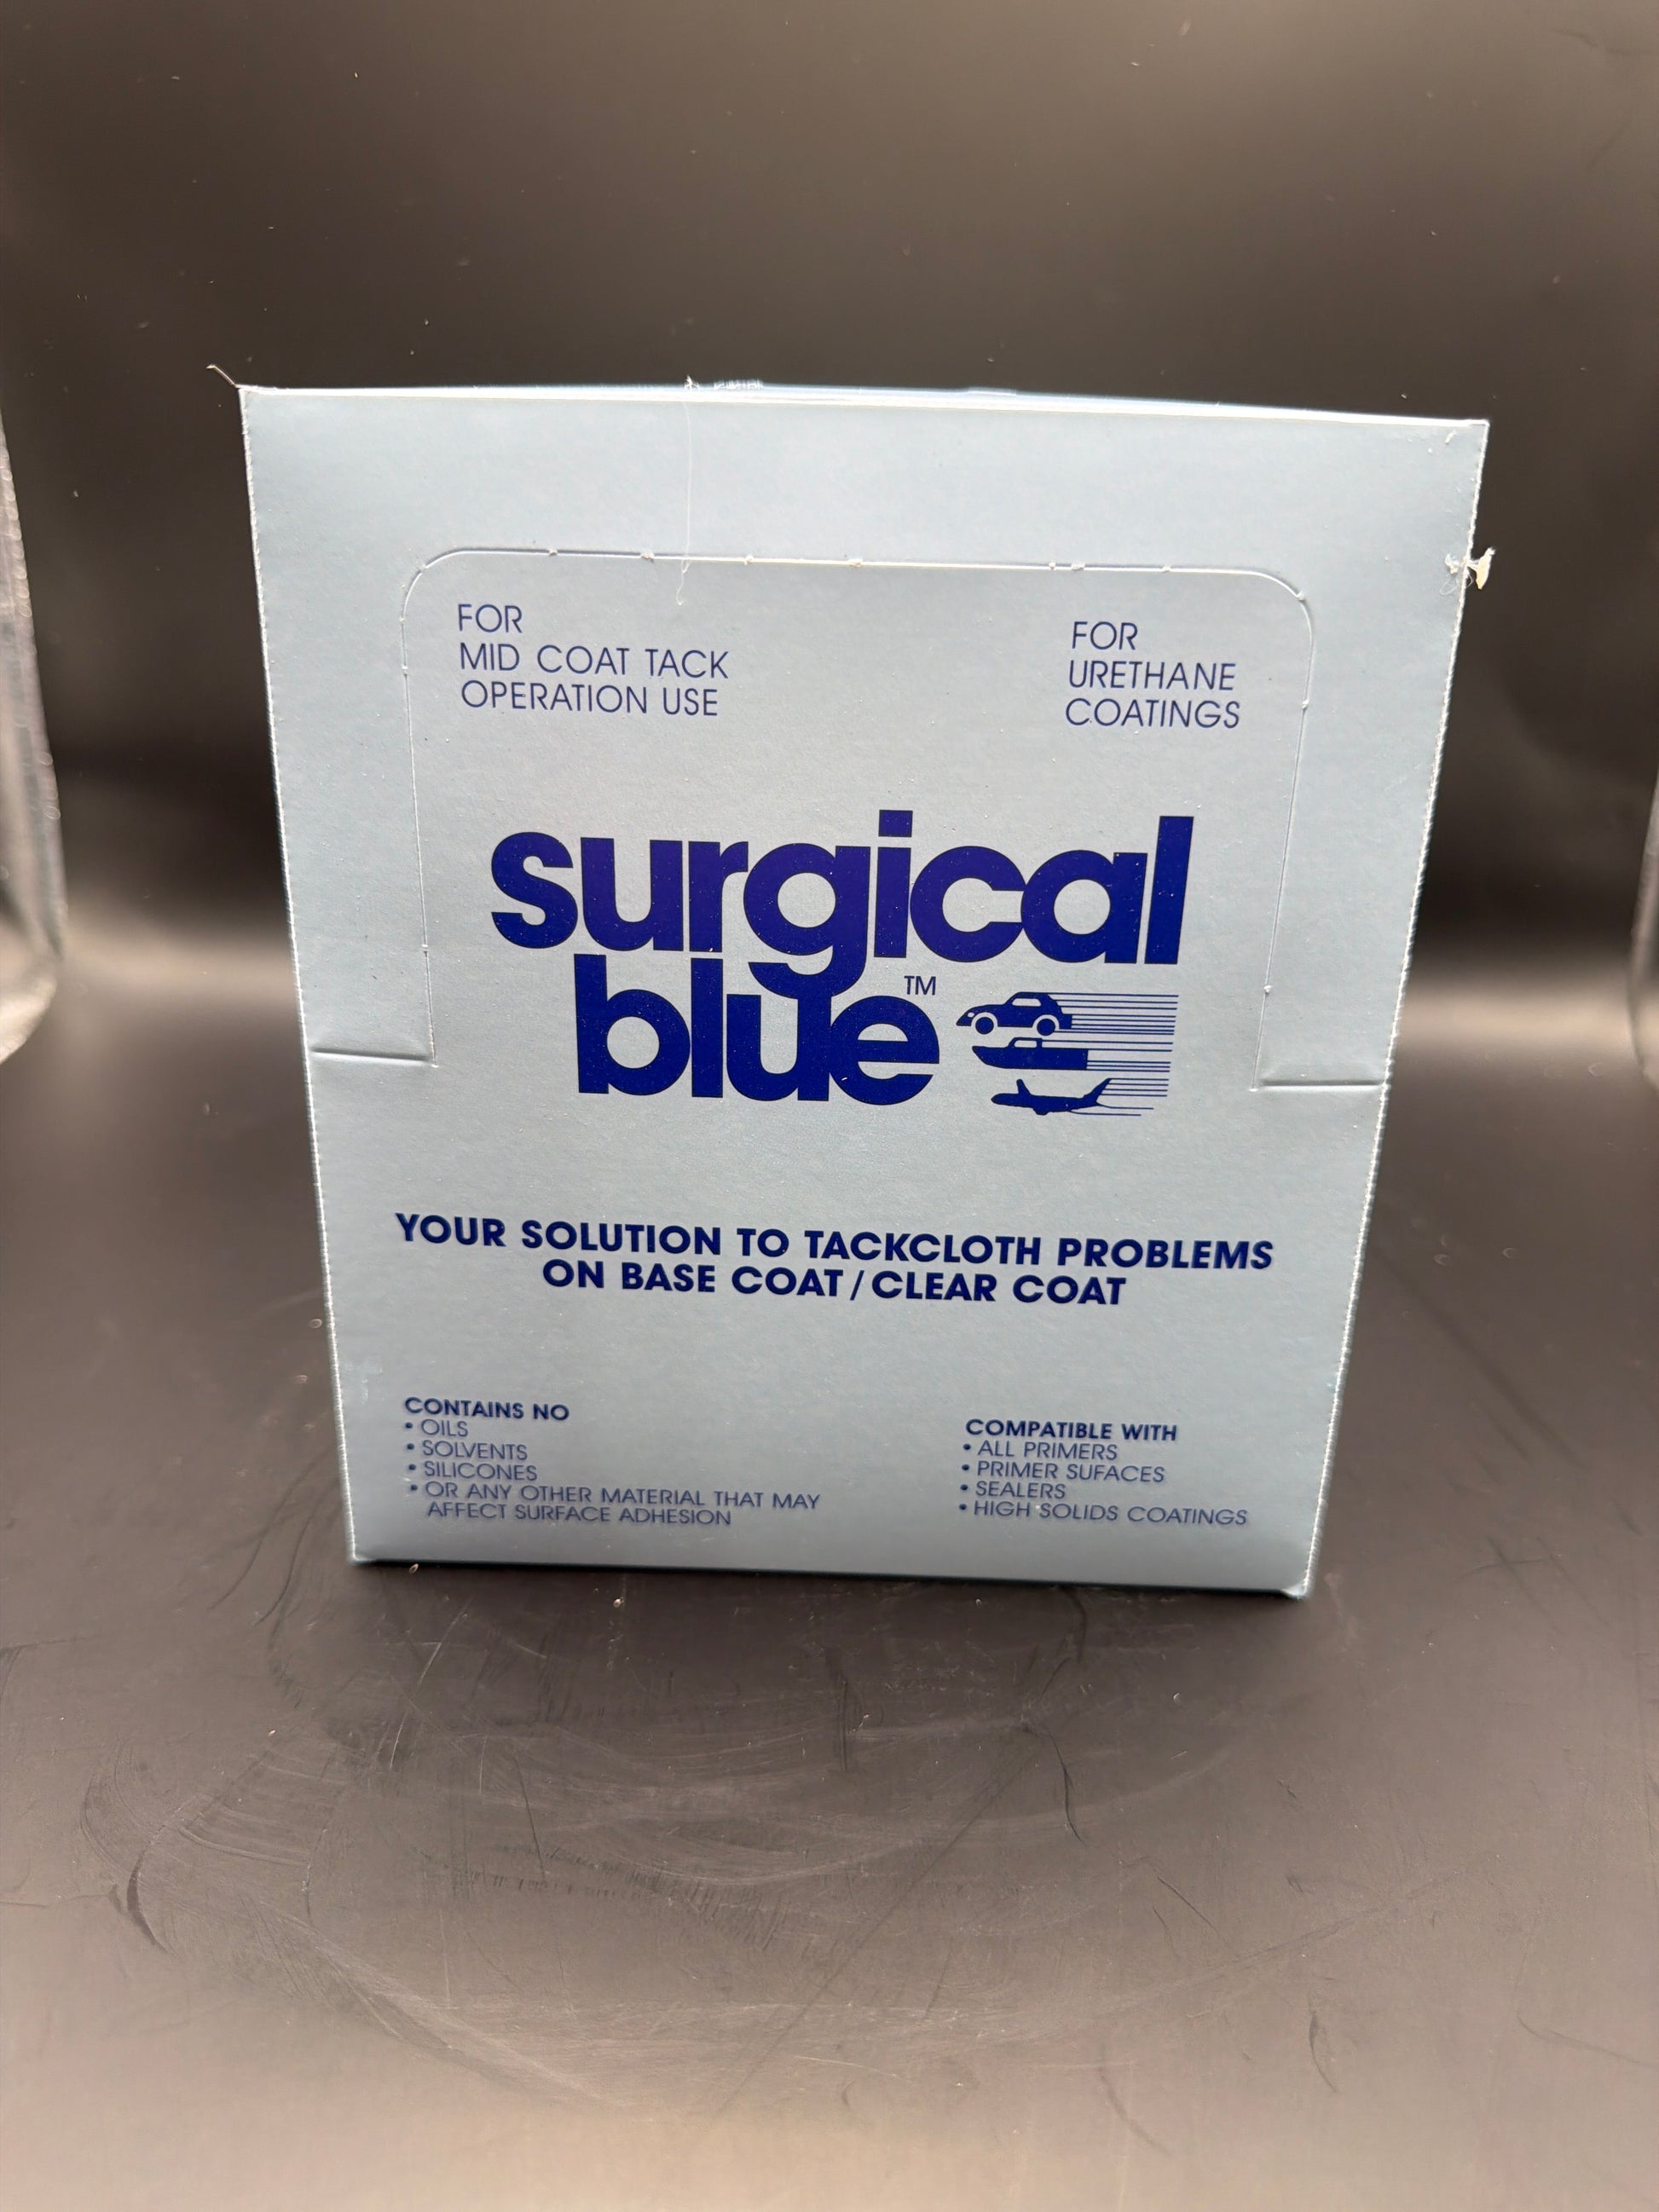 FOR
MID COAT TACK
OPERATION USE
FOR
URETHANE
COATINGS
surgical
blue™
YOUR SOLUTION TO TACKCLOTH PROBLEMS
ON BASE COAT / CLEAR COAT
CONTAINS NO
• OILS
• SOLVENTS
• SILICONES
• OR ANY OTHER MATERIAL THAT MAY
AFFECT SURFACE ADHESION
COMPATIBLE WITH
• ALL PRIMERS
• PRIMER SUFACES
• SEALERS
• HIGH SOLIDS COATINGS